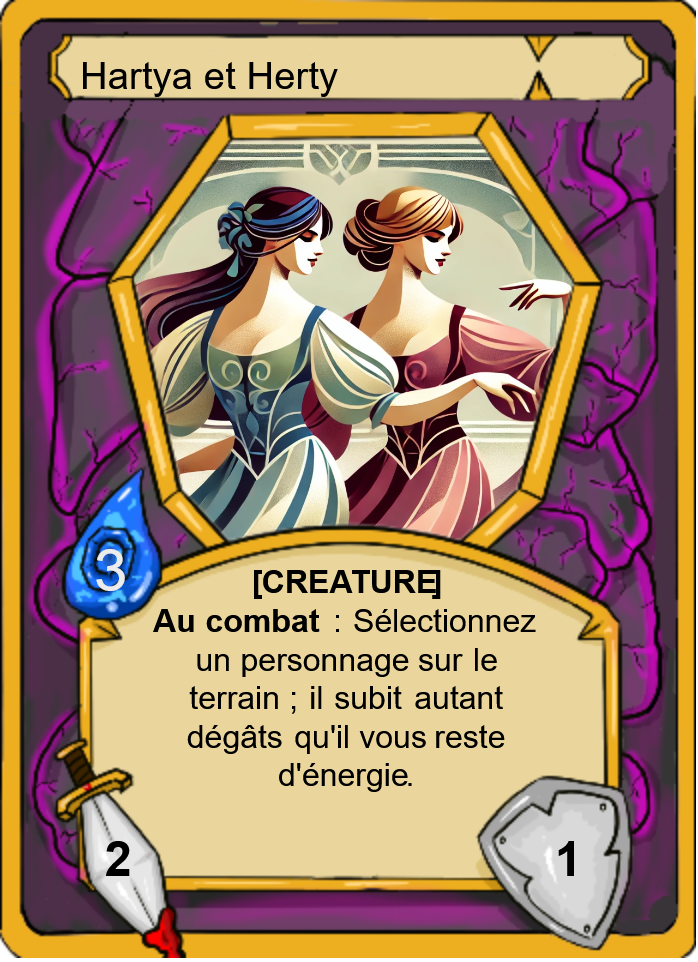 Hartya et Herty
3
[CREATURE]
Au combat : Sélectionnez
un personnage sur le
terrain ; il subit autant
dégâts qu'il vous reste
d'énergie.
2
1